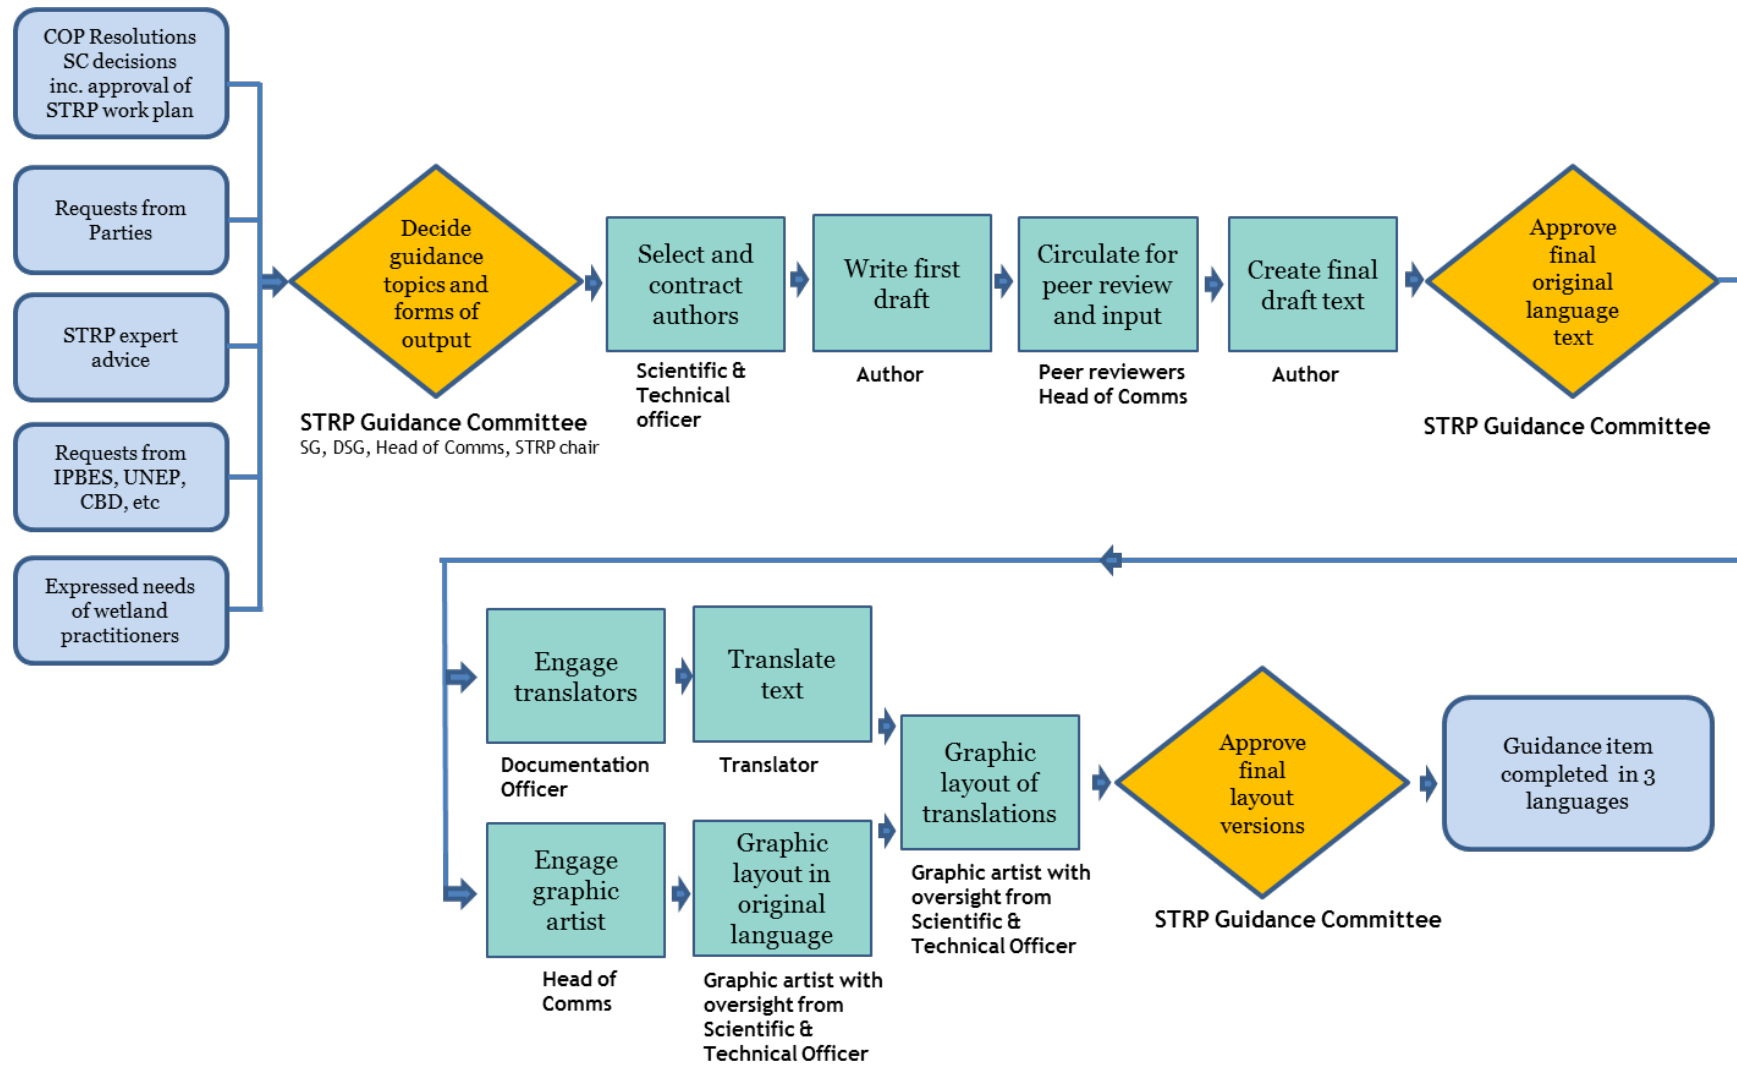 COP Resolutions
SC decisions
inc. approval of
STRP work plan
Requests from
Parties
STRP expert
advice
Requests from
IPBES, UNEP,
CBD, etc
Expressed needs
of wetland
practitioners
Decide
guidance
topics and
forms of
output
STRP Guidance Committee
SG, DSG, Head of Comms, STRP chair
Select and
contract
authors
Scientific &
Technical
officer
Write first
draft
Author
Circulate for
peer review
and input
Peer reviewers
Head of Comms
Create final
draft text
Author
Approve
final
original
language
text
STRP Guidance Committee
Engage
translators
Documentation
Officer
Translate
text
Translator
Engage
graphic
artist
Head of
Comms
Graphic
layout in
original
language
Graphic artist with
oversight from
Scientific &
Technical Officer
Graphic
layout of
translations
Graphic artist with
oversight from
Scientific &
Technical Officer
Approve
final
layout
versions
STRP Guidance Committee
Guidance item
completed in 3
languages